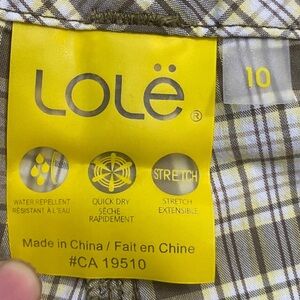 Lolë®
10
STRETCH
WATER REPELLENT
RÉSISTANT À L'EAU
QUICK DRY
SÈCHE
RAPIDEMENT
STRETCH
EXTENSIBLE
Made in China / Fait en Chine
#CA 19510